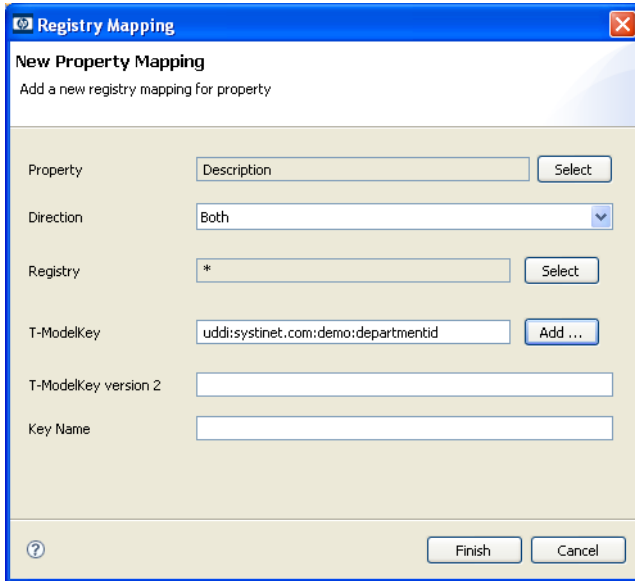 Registry Mapping
New Property Mapping
Add a new registry mapping for property
Property Description Select
Direction Both
Registry * Select
T-ModelKey uddi:systinet.com:demo:departmentid Add ...
T-ModelKey version 2
Key Name
? Finish Cancel